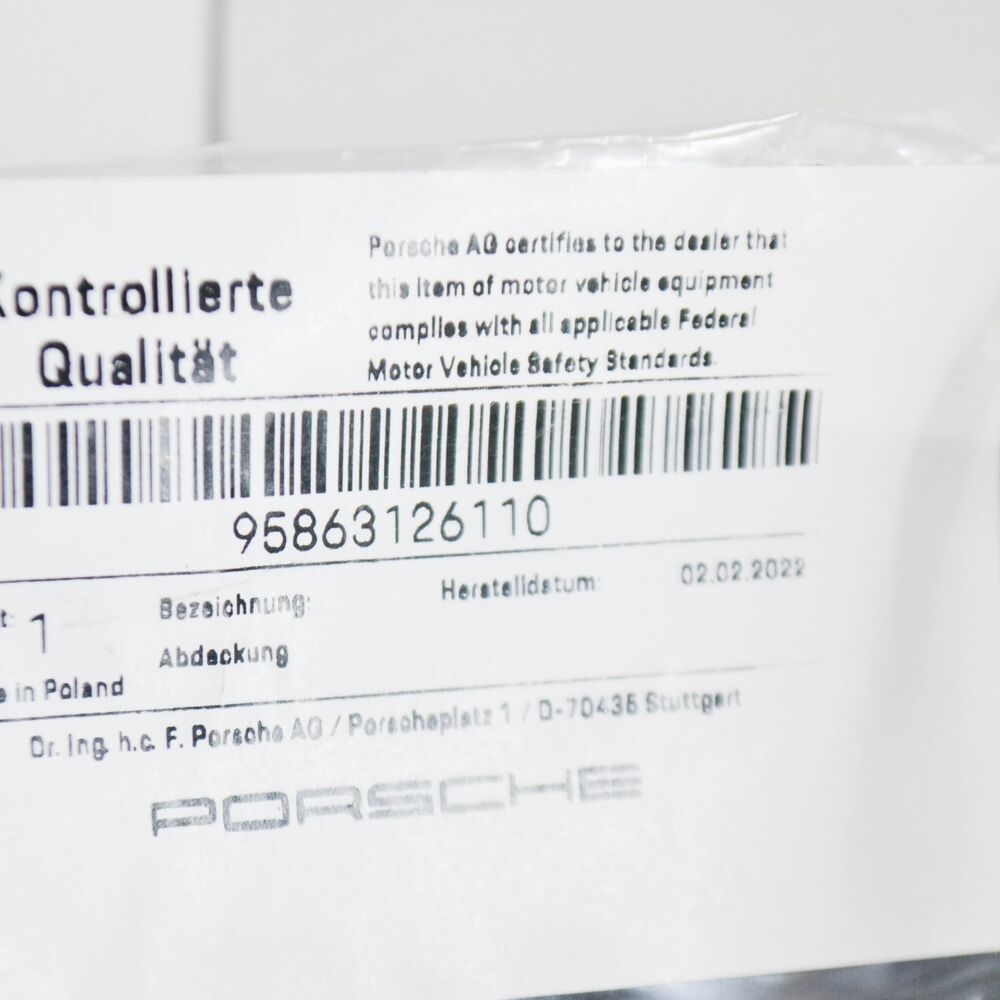 Kontrollierte
Qualität
Porsche AG certifies to the dealer that
this item of motor vehicle equipment
complies with all applicable Federal
Motor Vehicle Safety Standards.
95863126110
t: 1
Bezeichnung:
Abdeckung
Herstelldatum:
02.02.2022
e in Poland
Dr. Ing. h.c. F. Porsche AG / Porscheplatz 1 / D-70435 Stuttgart
PORSCHE